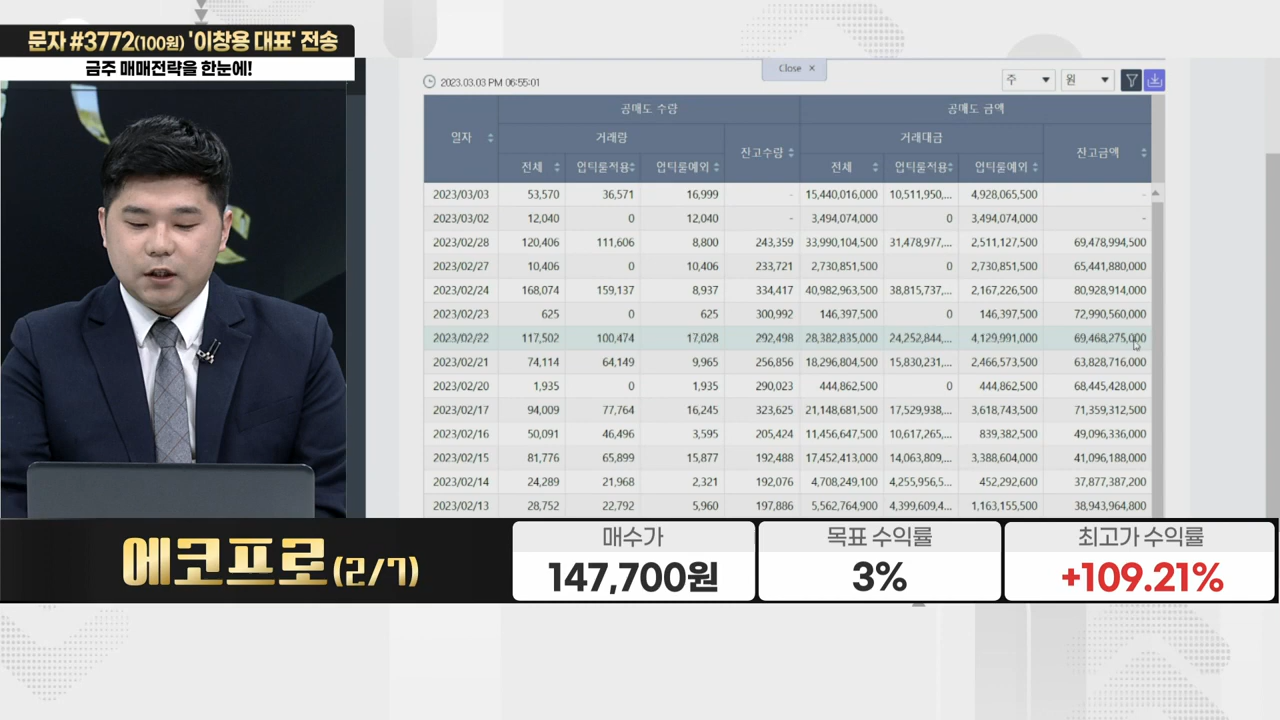 문자 #3772(100원) '이창용 대표' 전송
금주 매매전략을 한눈에!
Close ×
2023.03.03 PM 06:55:01
주 원
일자 공매도 수량 공매도 금액
거래량 잔고수량 거래대금 잔고금액
전체 업틱룰적용 업틱룰예외 전체 업틱룰적용 업틱룰예외
2023/03/03 53,570 36,571 16,999 - 15,440,016,000 10,511,950,... 4,928,065,500 -
2023/03/02 12,040 0 12,040 - 3,494,074,000 0 3,494,074,000 -
2023/02/28 120,406 111,606 8,800 243,359 33,990,104,500 31,478,977,... 2,511,127,500 69,478,994,500
2023/02/27 10,406 0 10,406 233,721 2,730,851,500 0 2,730,851,500 65,441,880,000
2023/02/24 168,074 159,137 8,937 334,417 40,982,963,500 38,815,737,... 2,167,226,500 80,928,914,000
2023/02/23 625 0 625 300,992 146,397,500 0 146,397,500 72,990,560,000
2023/02/22 117,502 100,474 17,028 292,498 28,382,835,000 24,252,844,... 4,129,991,000 69,468,275,000
2023/02/21 74,114 64,149 9,965 256,856 18,296,804,500 15,830,231,... 2,466,573,500 63,828,716,000
2023/02/20 1,935 0 1,935 290,023 444,862,500 0 444,862,500 68,445,428,000
2023/02/17 94,009 77,764 16,245 323,625 21,148,681,500 17,529,938,... 3,618,743,500 71,359,312,500
2023/02/16 50,091 46,496 3,595 205,424 11,456,647,500 10,617,265,... 839,382,500 49,096,336,000
2023/02/15 81,776 65,899 15,877 192,488 17,452,413,000 14,063,809,... 3,388,604,000 41,096,188,000
2023/02/14 24,289 21,968 2,321 192,076 4,708,249,100 4,255,956,5... 452,292,600 37,877,387,200
2023/02/13 28,752 22,792 5,960 197,886 5,562,764,900 4,399,609,4... 1,163,155,500 38,943,964,800
에코프로(2/7)
매수가 목표 수익률 최고가 수익률
147,700원 3% +109.21%